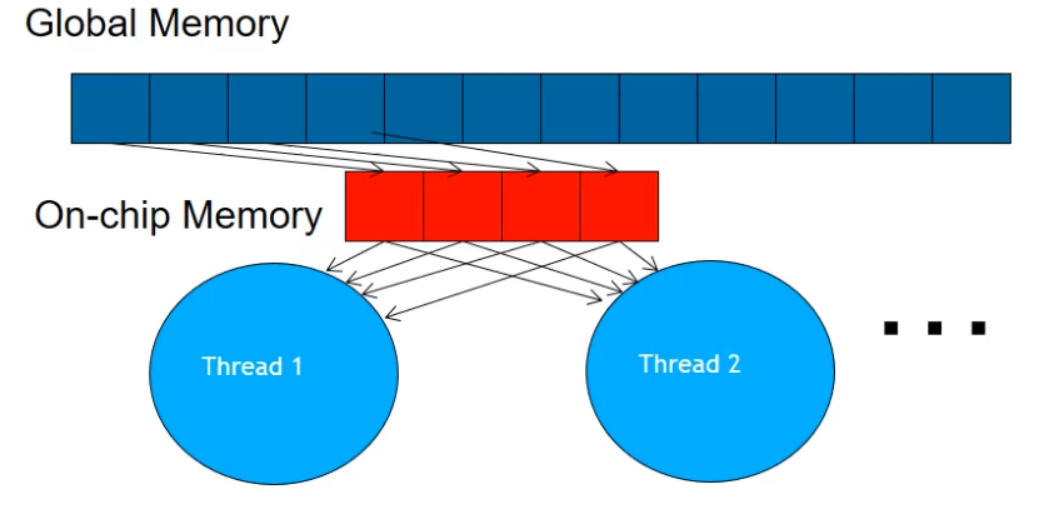 Global Memory
On-chip Memory
Thread 1
Thread 2